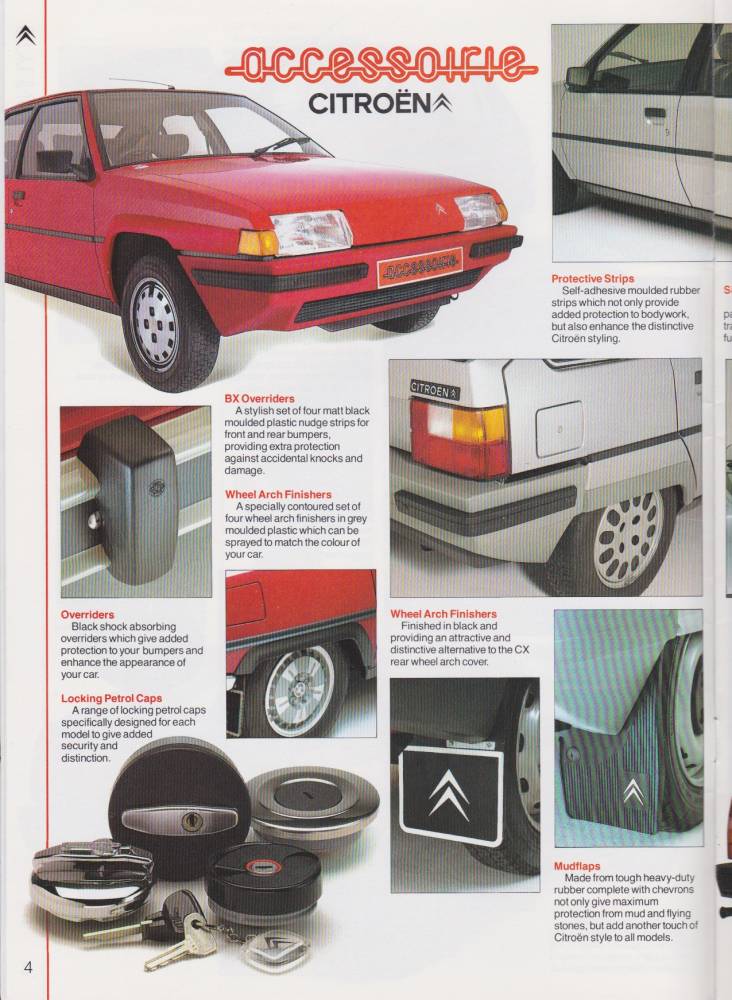 accessoirie
CITROËN
accessoirie
Protective Strips
Self-adhesive moulded rubber
strips which not only provide
added protection to bodywork,
but also enhance the distinctive
Citroën styling.
BX Overriders
A stylish set of four matt black
moulded plastic nudge strips for
front and rear bumpers,
providing extra protection
against accidental knocks and
damage.
Wheel Arch Finishers
A specially contoured set of
four wheel arch finishers in grey
moulded plastic which can be
sprayed to match the colour of
your car.
CITROËN
Overriders
Black shock absorbing
overriders which give added
protection to your bumpers and
enhance the appearance of
your car.
Locking Petrol Caps
A range of locking petrol caps
specifically designed for each
model to give added
security and
distinction.
Wheel Arch Finishers
Finished in black and
providing an attractive and
distinctive alternative to the CX
rear wheel arch cover.
Mudflaps
Made from tough heavy-duty
rubber complete with chevrons
not only give maximum
protection from mud and flying
stones, but add another touch of
Citroën style to all models.
4